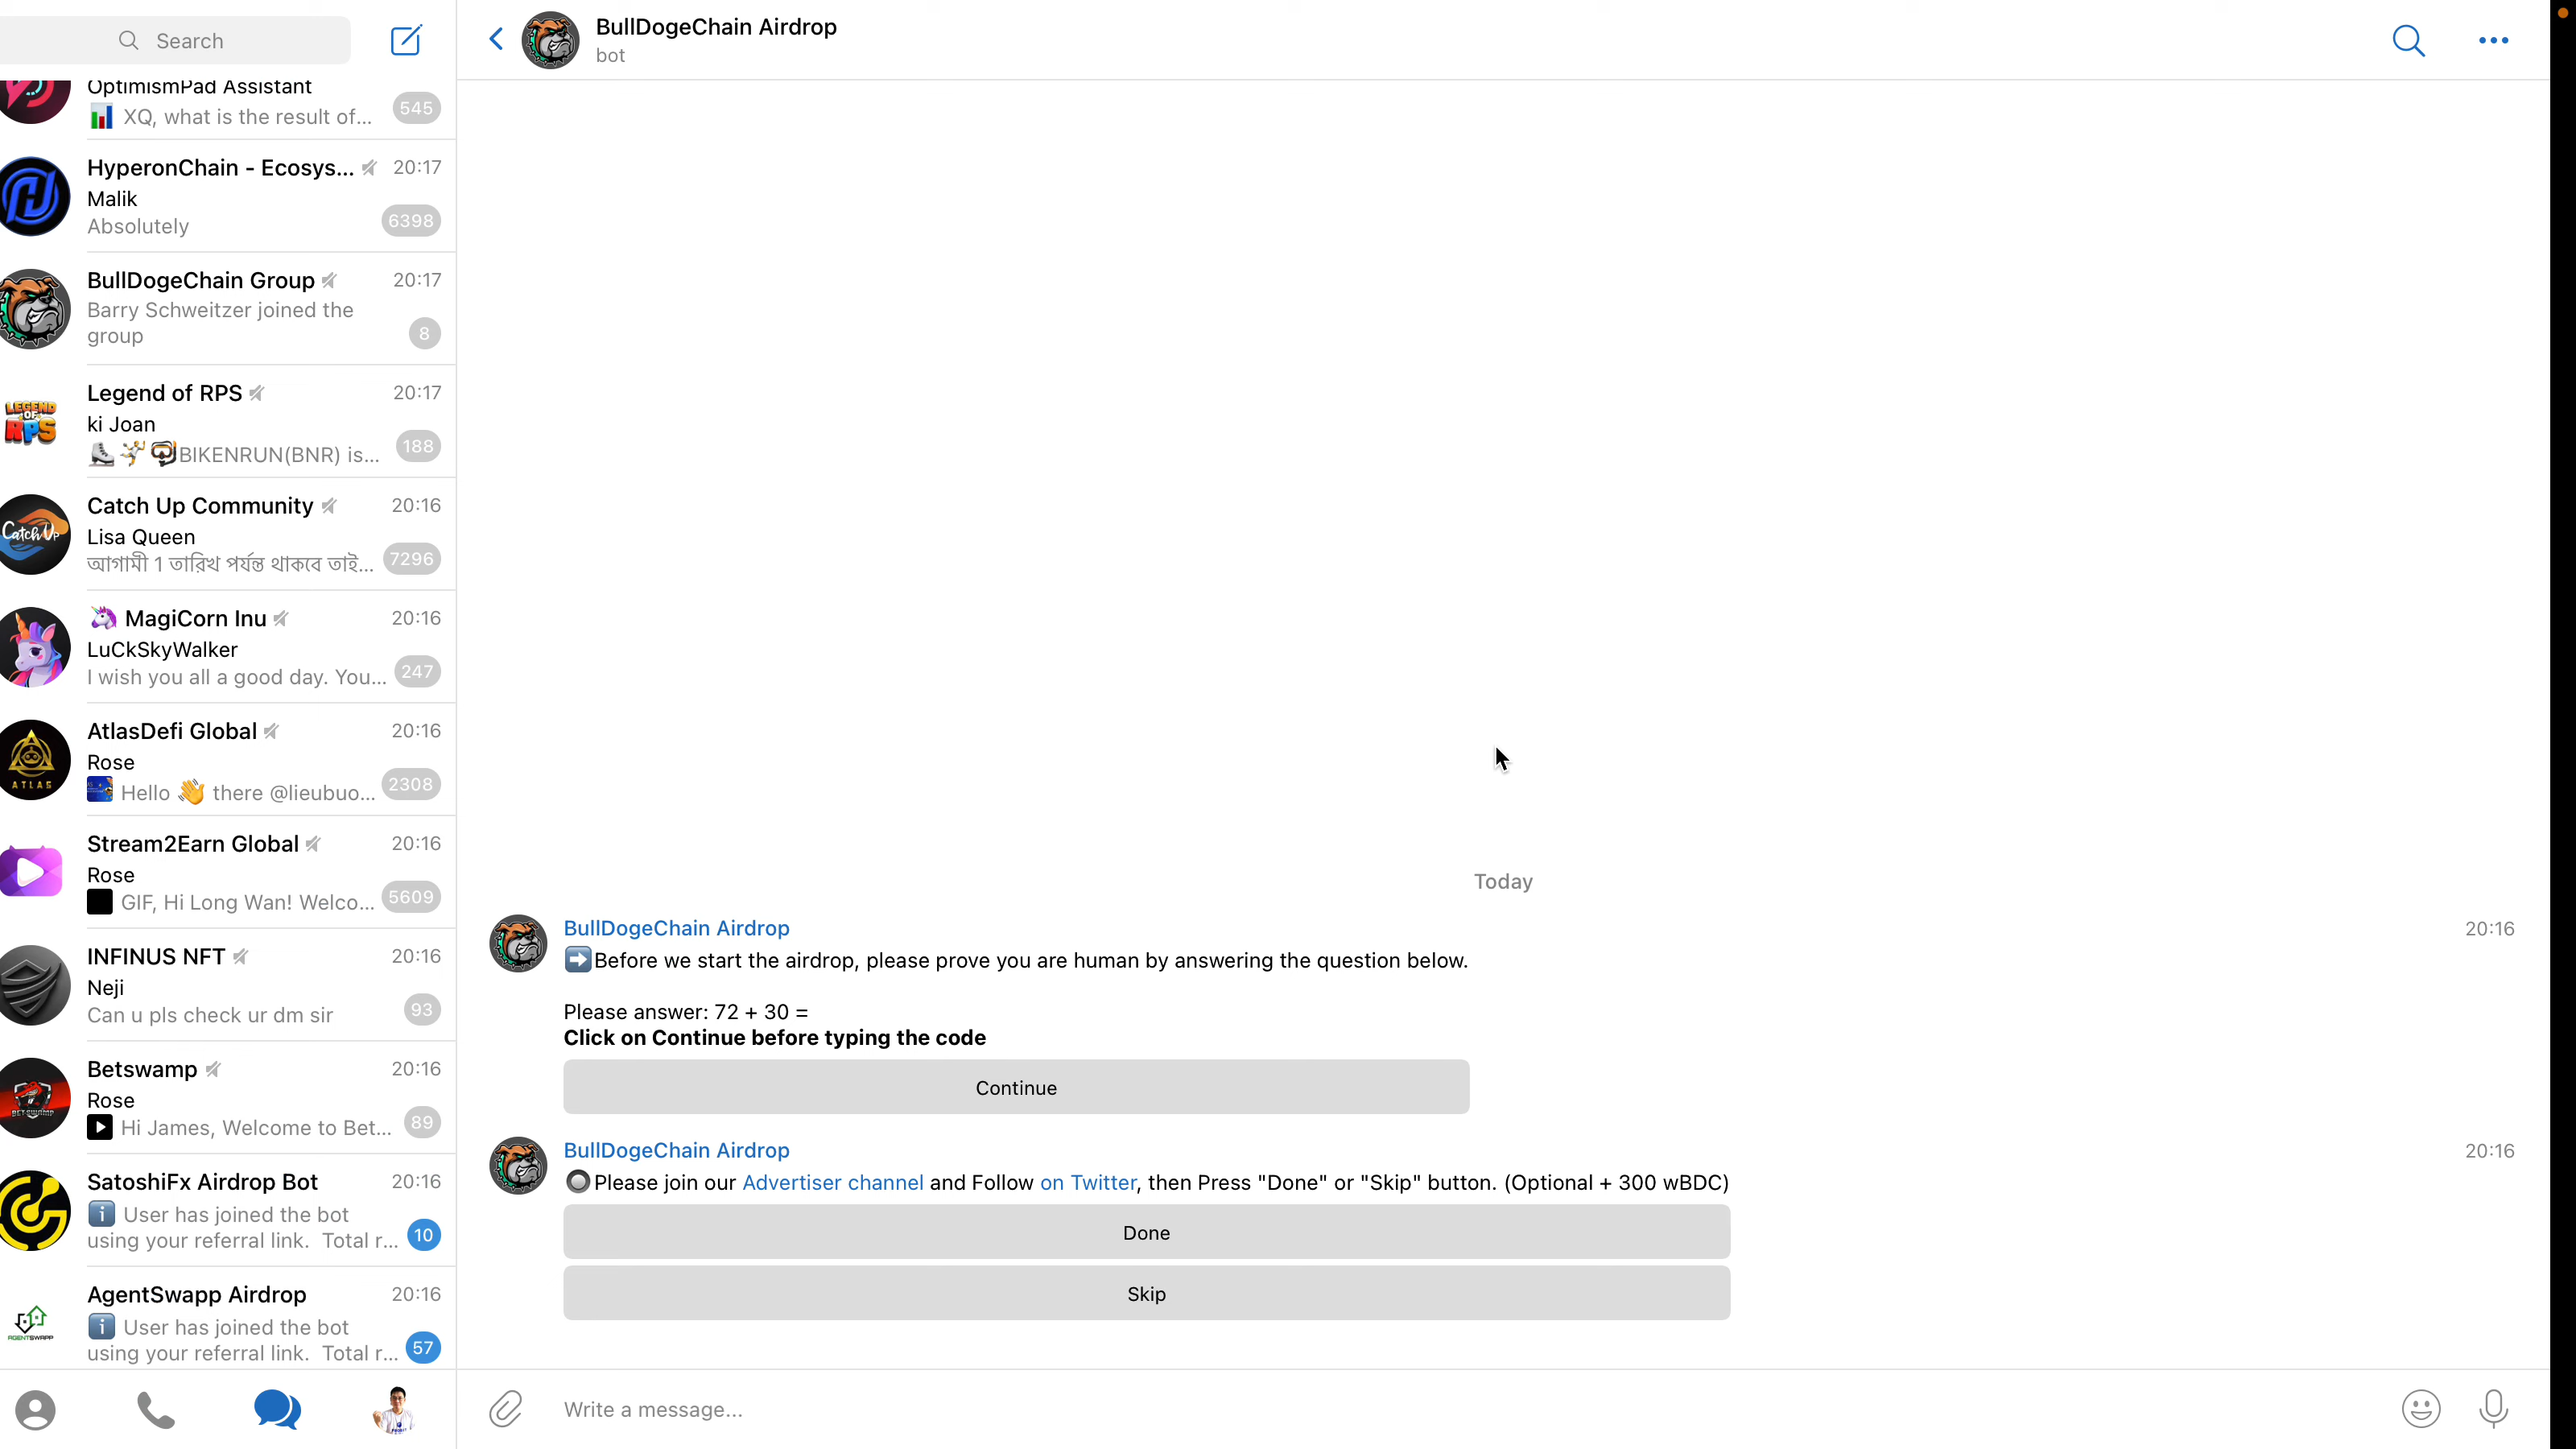 Search
OptimismPad Assistant
XQ, what is the result of...
545
HyperonChain - Ecosys...
20:17
Malik
Absolutely
6398
BullDogeChain Group
20:17
Barry Schweitzer joined the
group
8
LEGEND
OF
RPS
Legend of RPS
20:17
ki Joan
BIKENRUN(BNR) is...
188
Catch Up
Catch Up Community
20:16
Lisa Queen
আগামী 1 তারিখ পর্যন্ত থাকবে তাই...
7296
MagiCorn Inu
20:16
LuCkSkyWalker
I wish you all a good day. You...
247
ATLAS
AtlasDefi Global
20:16
Rose
Hello 👋 there @lieubuo...
2308
Stream2Earn Global
20:16
Rose
GIF, Hi Long Wan! Welco...
5609
INFINUS NFT
20:16
Neji
Can u pls check ur dm sir
93
BETSWAMP
Betswamp
20:16
Rose
Hi James, Welcome to Bet...
89
SatoshiFx Airdrop Bot
20:16
User has joined the bot
using your referral link. Total r...
10
AGENTSWAPP
AgentSwapp Airdrop
20:16
User has joined the bot
using your referral link. Total r...
57
BullDogeChain Airdrop
bot
Today
BullDogeChain Airdrop
20:16
➡️Before we start the airdrop, please prove you are human by answering the question below.
Please answer: 72 + 30 =
Click on Continue before typing the code
Continue
BullDogeChain Airdrop
20:16
🔘Please join our Advertiser channel and Follow on Twitter, then Press "Done" or "Skip" button. (Optional + 300 wBDC)
Done
Skip
Write a message...